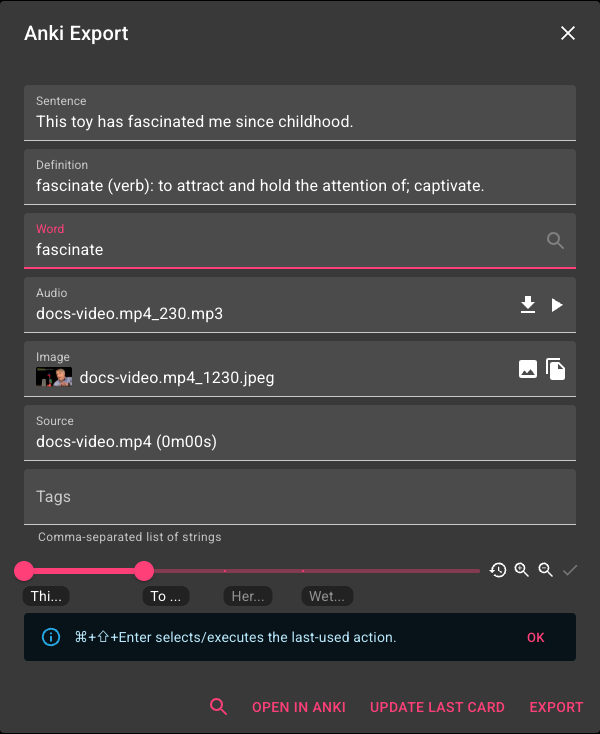 Anki Export
Sentence
This toy has fascinated me since childhood.
Definition
fascinate (verb): to attract and hold the attention of; captivate.
Word
fascinate
Audio
docs-video.mp4_230.mp3
Image
docs-video.mp4_1230.jpeg
Source
docs-video.mp4 (0m00s)
Tags
Comma-separated list of strings
Thi... To ... Her... Wet...
⌘+⇧+Enter selects/executes the last-used action. OK
OPEN IN ANKI UPDATE LAST CARD EXPORT